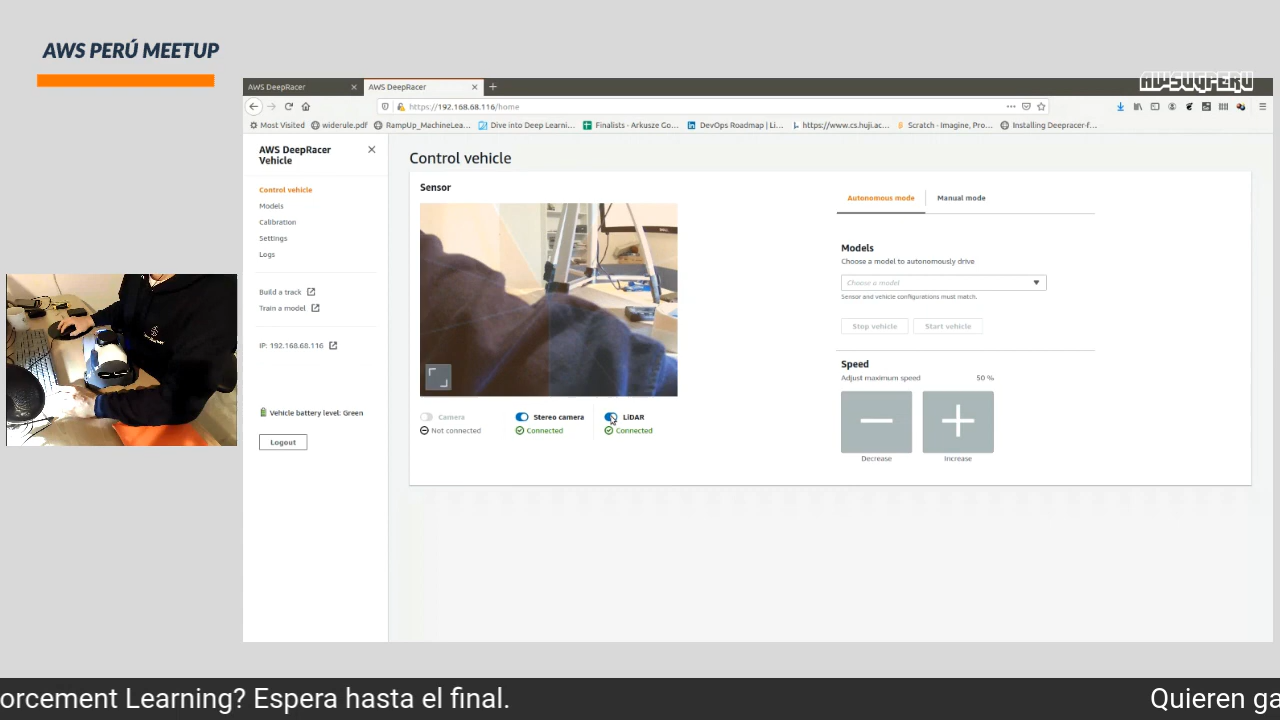 AWS PERÚ MEETUP
AWSUGPERU
AWS DeepRacer
AWS DeepRacer
https://192.168.68.116/home
Most Visited
widerule.pdf
RampUp_MachineLea...
Dive into Deep Learni...
Finalists - Arkusze Go...
DevOps Roadmap | Li...
https://www.cs.huji.ac...
Scratch - Imagine, Pro...
Installing Deepracer-f...
AWS DeepRacer
Vehicle
Control vehicle
Models
Calibration
Settings
Logs
Build a track
Train a model
IP: 192.168.68.116
Vehicle battery level: Green
Logout
Control vehicle
Sensor
Camera
Not connected
Stereo camera
Connected
LiDAR
Connected
Autonomous mode
Manual mode
Models
Choose a model to autonomously drive
Choose a model
Sensor and vehicle configurations must match.
Stop vehicle
Start vehicle
Speed
Adjust maximum speed
50 %
Decrease
Increase
orcement Learning? Espera hasta el final.
Quieren ga